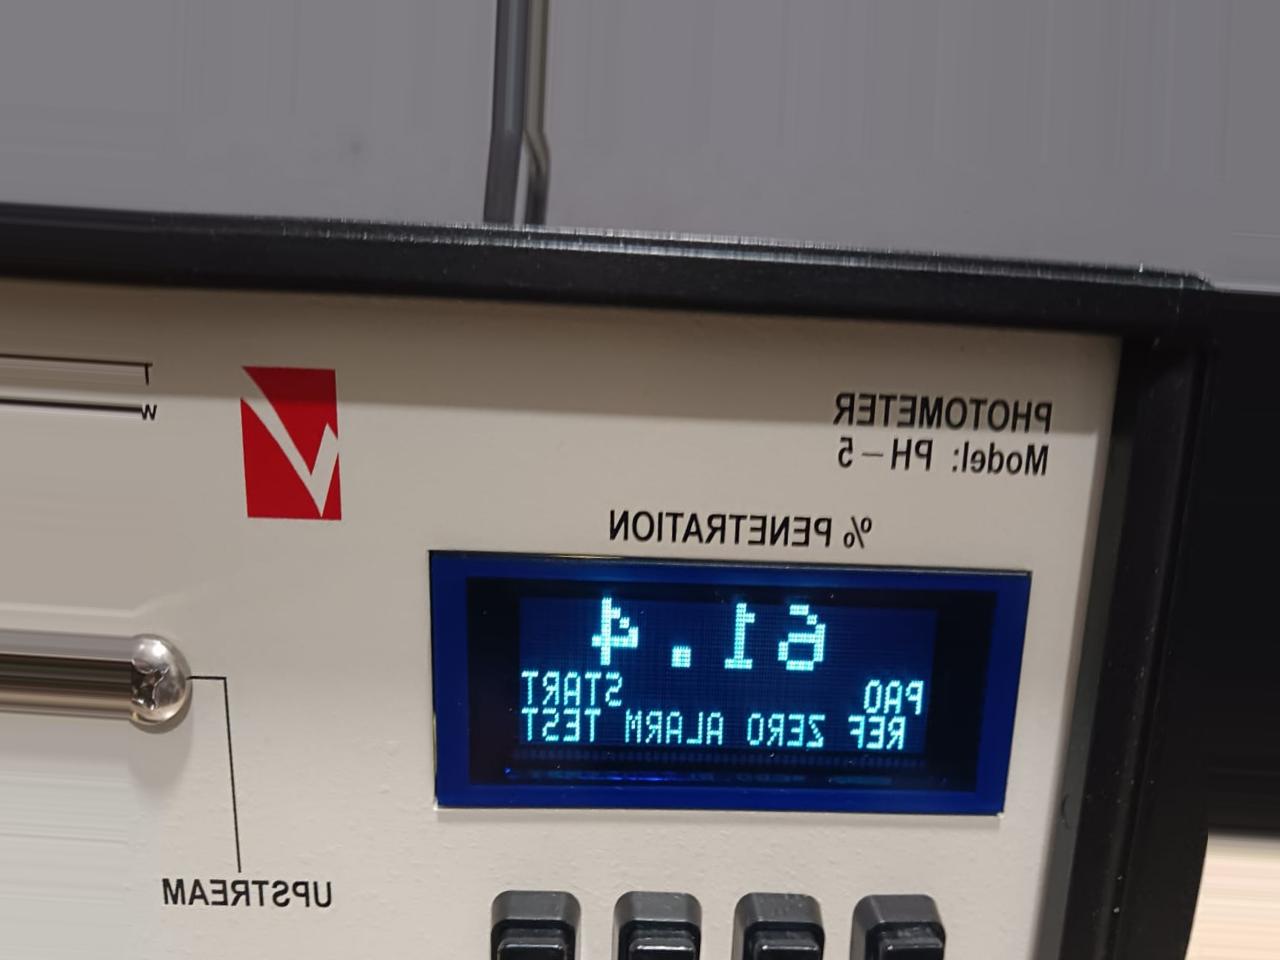 PHOTOMETER
Model: PH-5
% PENETRATION
61.4
PAO START
REF ZERO ALARM TEST
UPSTREAM